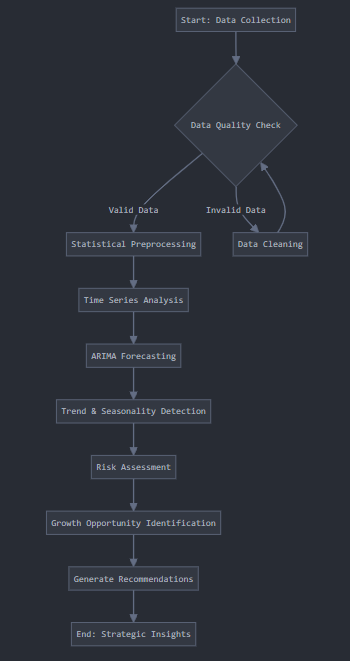 Start: Data Collection
Data Quality Check
Valid Data
Invalid Data
Statistical Preprocessing
Data Cleaning
Time Series Analysis
ARIMA Forecasting
Trend & Seasonality Detection
Risk Assessment
Growth Opportunity Identification
Generate Recommendations
End: Strategic Insights